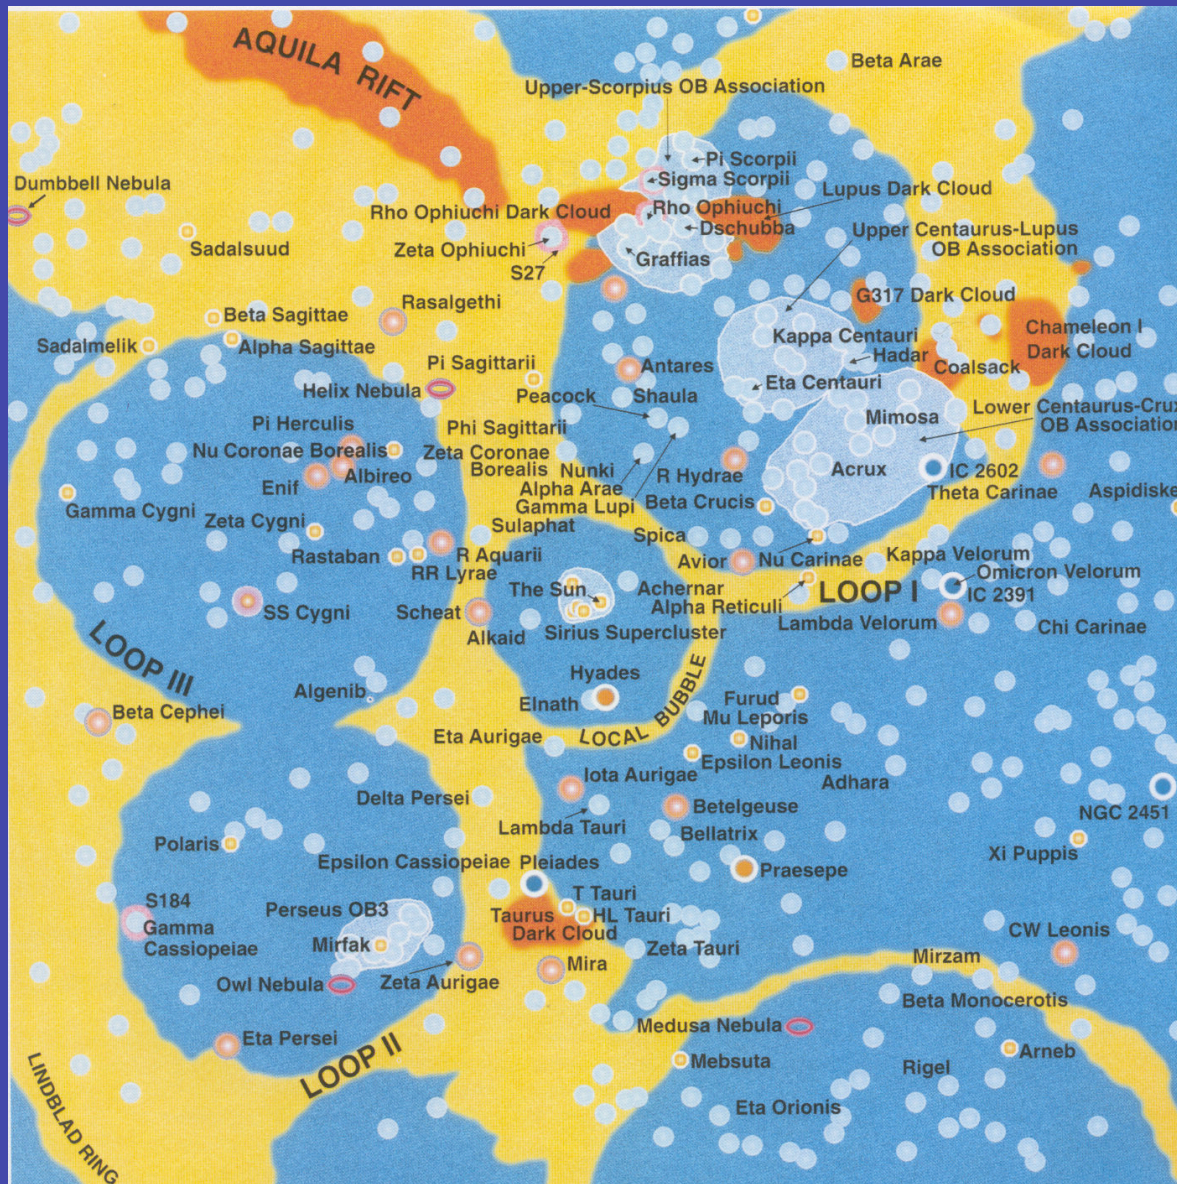 AQUILA RIFT
Beta Arae
Upper-Scorpius OB Association
Pi Scorpii
Sigma Scorpii
Dumbbell Nebula
Lupus Dark Cloud
Rho Ophiuchi Dark Cloud
Rho Ophiuchi
Dschubba
Upper Centaurus-Lupus
OB Association
Sadalsuud
Zeta Ophiuchi
S27
Graffias
Rasalgethi
G317 Dark Cloud
Beta Sagittae
Chameleon I
Dark Cloud
Sadalmelik
Alpha Sagittae
Kappa Centauri
Hadar
Pi Sagittarii
Antares
Coalsack
Helix Nebula
Peacock
Shaula
Eta Centauri
Mimosa
Lower Centaurus-Crux
OB Association
Pi Herculis
Phi Sagittarii
Nu Coronae Borealis
Zeta Coronae
Borealis
Nunki
Albireo
Enif
Alpha Arae
R Hydrae
Acrux
IC 2602
Theta Carinae
Aspidiske
Gamma Lupi
Beta Crucis
Gamma Cygni
Zeta Cygni
Sulaphat
Spica
Rastaban
R Aquarii
RR Lyrae
Avior
Nu Carinae
Kappa Velorum
Omicron Velorum
IC 2391
The Sun
Achernar
Alpha Reticuli
LOOP I
SS Cygni
Scheat
Alkaid
Sirius Supercluster
Lambda Velorum
Chi Carinae
LOOP III
Hyades
Algenib
Elnath
Furud
Beta Cephei
Mu Leporis
LOCAL BUBBLE
Eta Aurigae
Nihal
Epsilon Leonis
Iota Aurigae
Adhara
Delta Persei
Betelgeuse
NGC 2451
Lambda Tauri
Bellatrix
Polaris
Xi Puppis
Epsilon Cassiopeiae
Pleiades
Praesepe
T Tauri
S184
Gamma
Cassiopeiae
Perseus OB3
Taurus
Dark Cloud
HL Tauri
Mirfak
Zeta Tauri
CW Leonis
Mira
Mirzam
Owl Nebula
Zeta Aurigae
Beta Monocerotis
Medusa Nebula
Eta Persei
Mebsuta
Arneb
LOOP II
Rigel
LINDBLAD RING
Eta Orionis